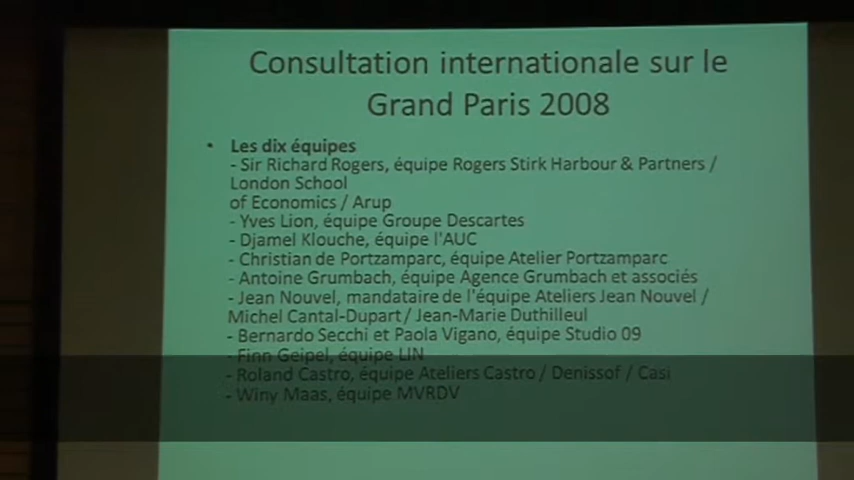 Consultation internationale sur le
Grand Paris 2008
• Les dix équipes
- Sir Richard Rogers, équipe Rogers Stirk Harbour & Partners /
London School
of Economics / Arup
- Yves Lion, équipe Groupe Descartes
- Djamel Klouche, équipe l'AUC
- Christian de Portzamparc, équipe Atelier Portzamparc
- Antoine Grumbach, équipe Agence Grumbach et associés
- Jean Nouvel, mandataire de l'équipe Ateliers Jean Nouvel /
Michel Cantal-Dupart / Jean-Marie Duthilleul
- Bernardo Secchi et Paola Vigano, équipe Studio 09
- Finn Geipel, équipe LIN
- Roland Castro, équipe Ateliers Castro / Denissof / Casi
- Winy Maas, équipe MVRDV